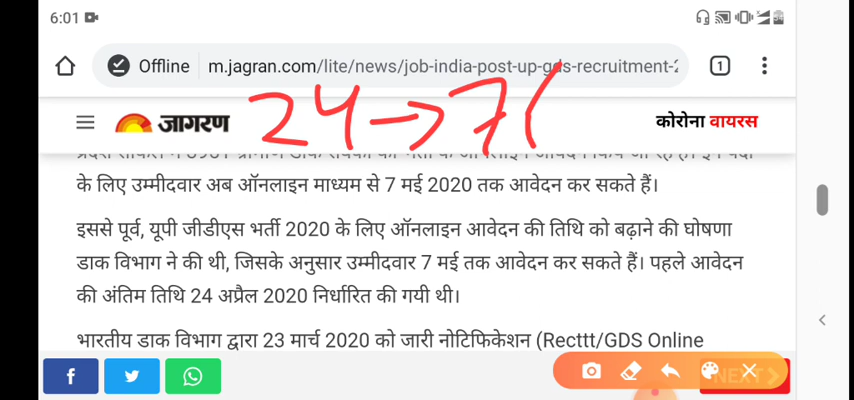 6:01
Offline m.jagran.com/lite/news/job-india-post-up-gds-recruitment-2
1
जागरण
24 → 7(
कोरोना वायरस
के लिए उम्मीदवार अब ऑनलाइन माध्यम से 7 मई 2020 तक आवेदन कर सकते हैं।
इससे पूर्व, यूपी जीडीएस भर्ती 2020 के लिए ऑनलाइन आवेदन की तिथि को बढ़ाने की घोषणा
डाक विभाग ने की थी, जिसके अनुसार उम्मीदवार 7 मई तक आवेदन कर सकते हैं। पहले आवेदन
की अंतिम तिथि 24 अप्रैल 2020 निर्धारित की गयी थी।
भारतीय डाक विभाग द्वारा 23 मार्च 2020 को जारी नोटिफिकेशन (Recttt/GDS Online
f
NEXT